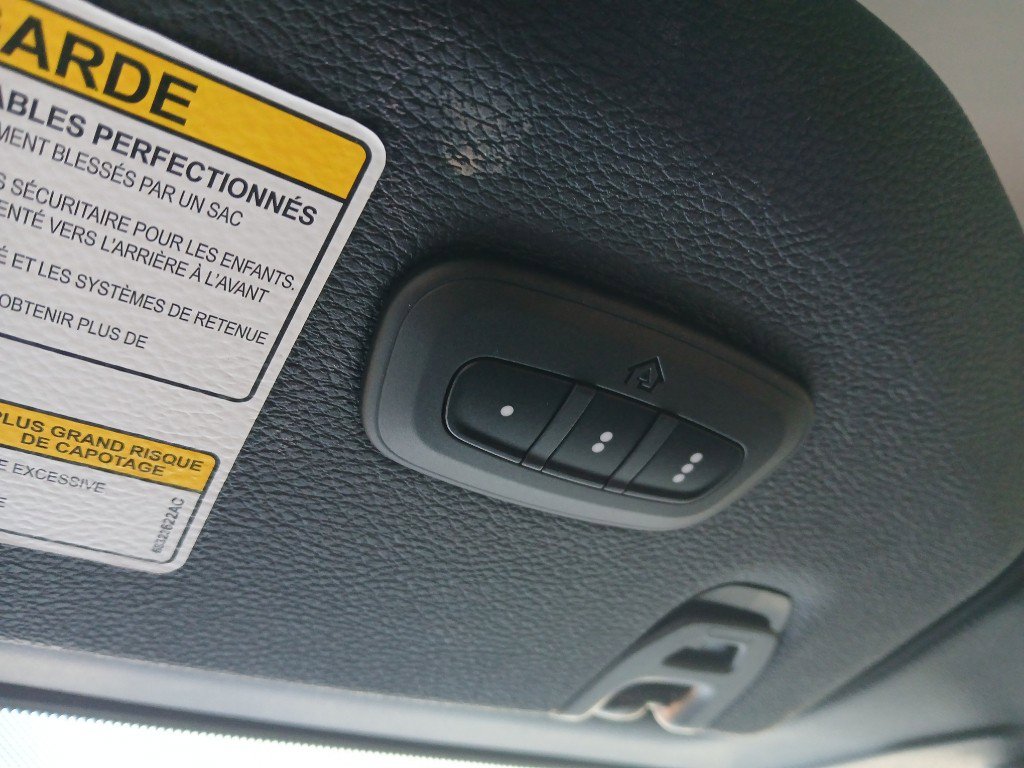 ARDE
ABLES PERFECTIONNÉS
MENT BLESSÉS PAR UN SAC
S SÉCURITAIRE POUR LES ENFANTS.
ENTÉ VERS L'ARRIÈRE À L'AVANT
É ET LES SYSTÈMES DE RETENUE
OBTENIR PLUS DE
PLUS GRAND RISQUE
DE CAPOTAGE
E EXCESSIVE
E